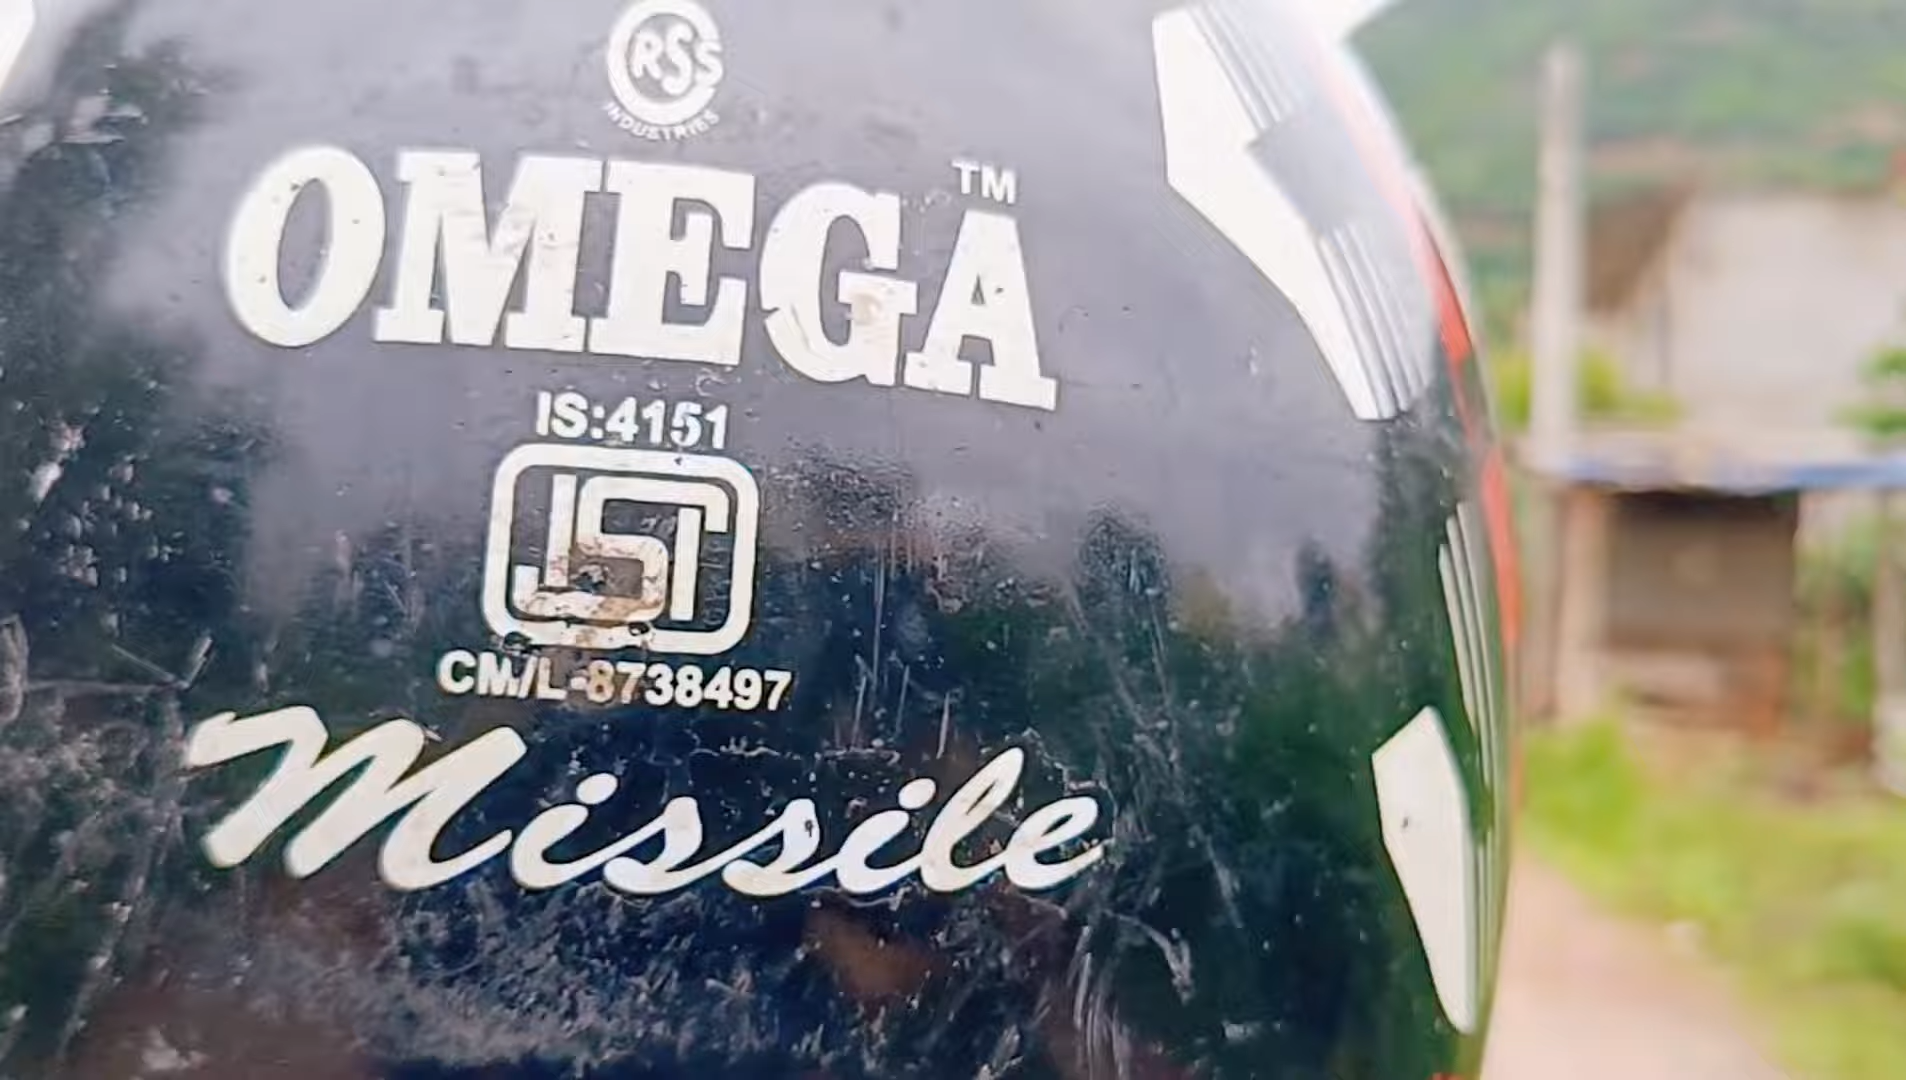 RSS
INDUSTRIES
OMEGA™
IS:4151
ISI
CM/L-8738497
Missile